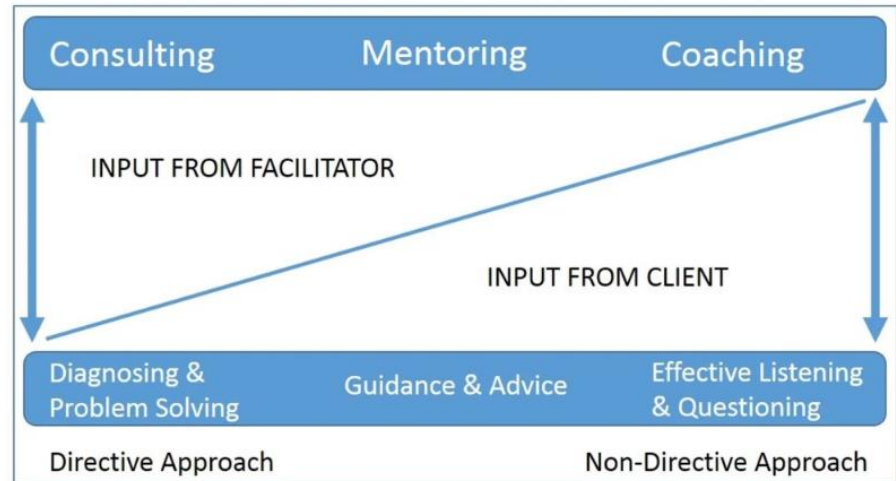 Consulting Mentoring Coaching
INPUT FROM FACILITATOR
INPUT FROM CLIENT
Diagnosing &
Problem Solving
Guidance & Advice
Effective Listening
& Questioning
Directive Approach Non-Directive Approach